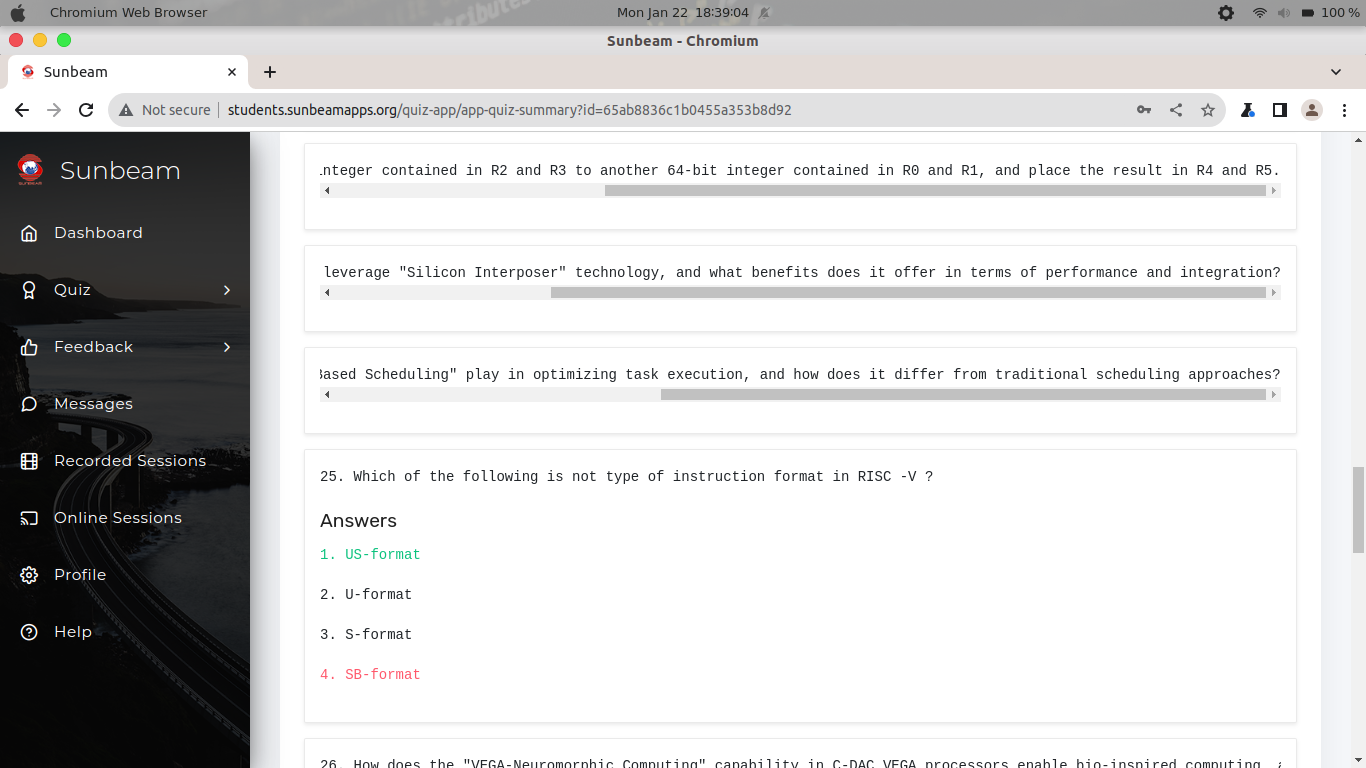 Chromium Web Browser
Mon Jan 22 18:39:04
100 %
Sunbeam - Chromium
Sunbeam
Not secure
students.sunbeamapps.org/quiz-app/app-quiz-summary?id=65ab8836c1b0455a353b8d92
Sunbeam
Dashboard
Quiz
Feedback
Messages
Recorded Sessions
Online Sessions
Profile
Help
integer contained in R2 and R3 to another 64-bit integer contained in R0 and R1, and place the result in R4 and R5.
leverage "Silicon Interposer" technology, and what benefits does it offer in terms of performance and integration?
Based Scheduling" play in optimizing task execution, and how does it differ from traditional scheduling approaches?
25. Which of the following is not type of instruction format in RISC -V ?
Answers
1. US-format
2. U-format
3. S-format
4. SB-format
26. How does the "VEGA-Neuromorphic Computing" capability in C-DAC VEGA processors enable bio-inspired computing, a